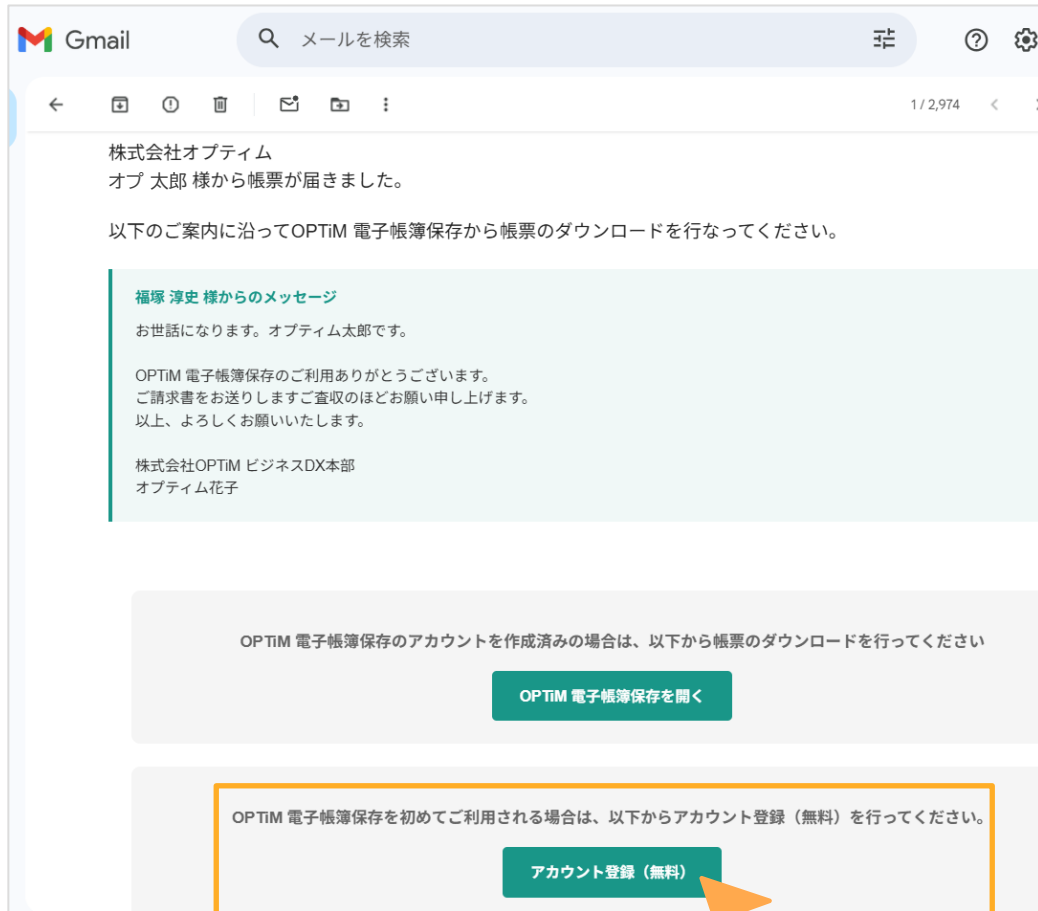 Gmail
メールを検索
1 / 2,974
株式会社オプティム
オプ 太郎 様から帳票が届きました。
以下のご案内に沿ってOPTiM 電子帳簿保存から帳票のダウンロードを行なってください。
福塚 淳史 様からのメッセージ
お世話になります。オプティム太郎です。
OPTiM 電子帳簿保存のご利用ありがとうございます。
ご請求書をお送りしますご査収のほどお願い申し上げます。
以上、よろしくお願いいたします。
株式会社OPTiM ビジネスDX本部
オプティム花子
OPTiM 電子帳簿保存のアカウントを作成済みの場合は、以下から帳票のダウンロードを行ってください
OPTiM 電子帳簿保存を開く
OPTiM 電子帳簿保存を初めてご利用される場合は、以下からアカウント登録（無料）を行ってください。
アカウント登録（無料）